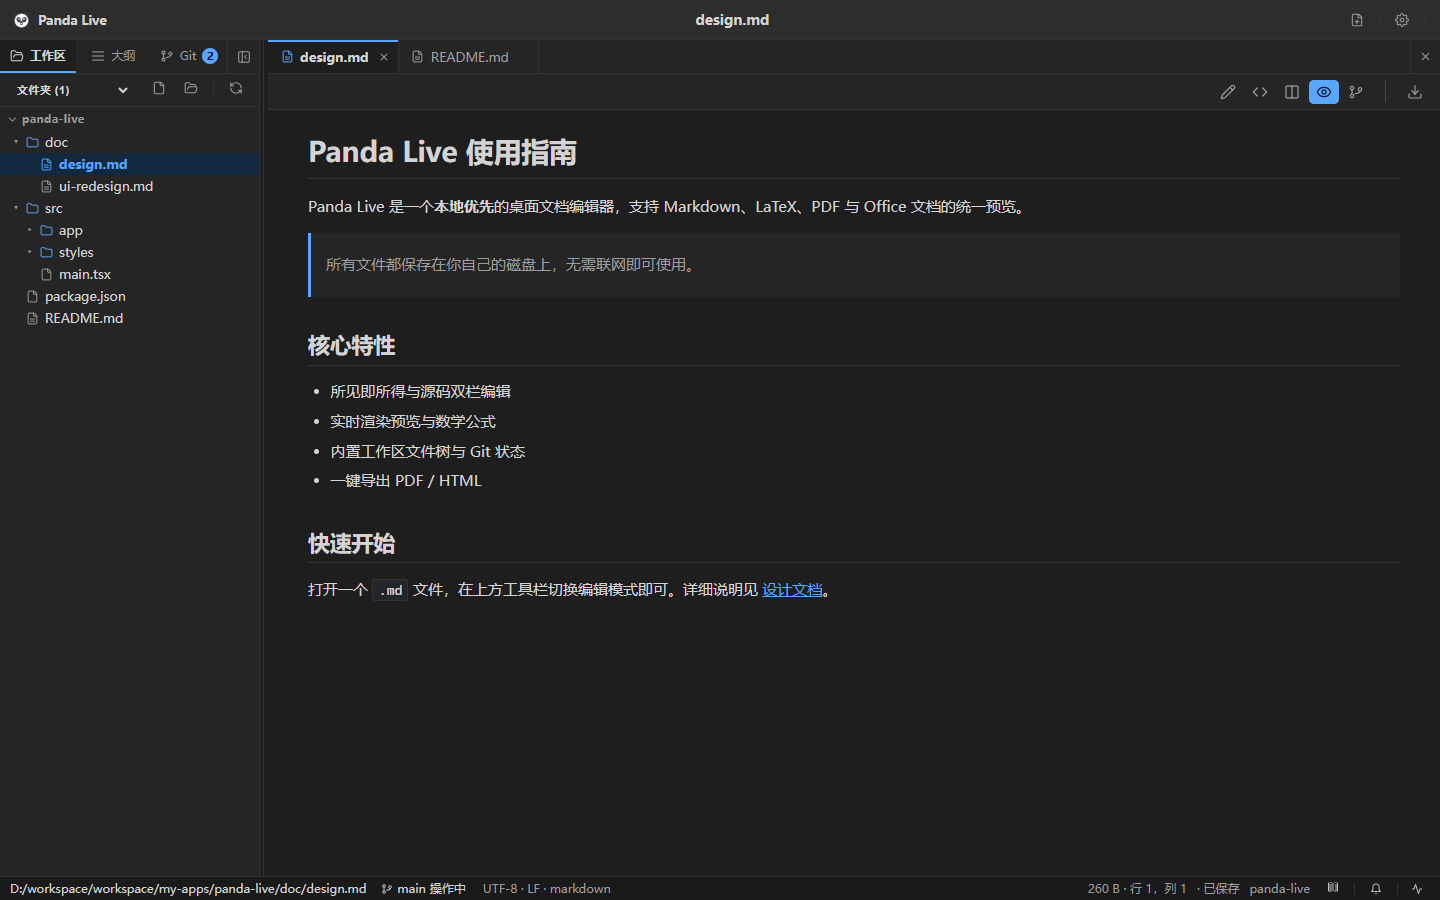 Panda Live
design.md
工作区
大纲
Git 2
design.md
README.md
文件夹 (1)
panda-live
doc
design.md
ui-redesign.md
src
app
styles
main.tsx
package.json
README.md
Panda Live 使用指南
Panda Live 是一个本地优先的桌面文档编辑器，支持 Markdown、LaTeX、PDF 与 Office 文档的统一预览。
所有文件都保存在你自己的磁盘上，无需联网即可使用。
核心特性
• 所见即所得与源码双栏编辑
• 实时渲染预览与数学公式
• 内置工作区文件树与 Git 状态
• 一键导出 PDF / HTML
快速开始
打开一个 .md 文件，在上方工具栏切换编辑模式即可。详细说明见 设计文档。
D:/workspace/workspace/my-apps/panda-live/doc/design.md
main 操作中
UTF-8 · LF · markdown
260 B · 行 1，列 1 · 已保存
panda-live